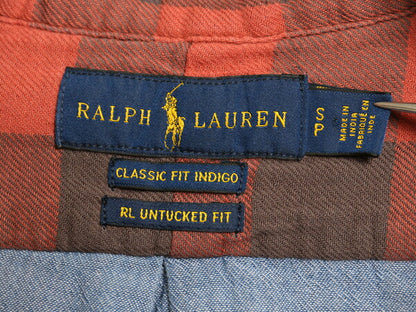 RALPH LAUREN
S
P
MADE IN
INDIA
FABRIQUÉ EN
INDE
CLASSIC FIT INDIGO
RL UNTUCKED FIT